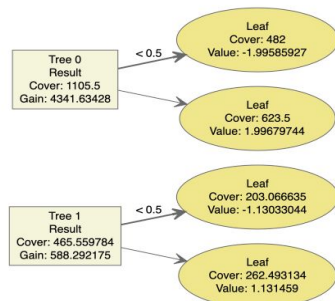 Tree 0
Result
Cover: 1105.5
Gain: 4341.63428
< 0.5
Leaf
Cover: 482
Value: -1.99585927
Leaf
Cover: 623.5
Value: 1.99679744
Tree 1
Result
Cover: 465.559784
Gain: 588.292175
< 0.5
Leaf
Cover: 203.066635
Value: -1.13033044
Leaf
Cover: 262.493134
Value: 1.131459